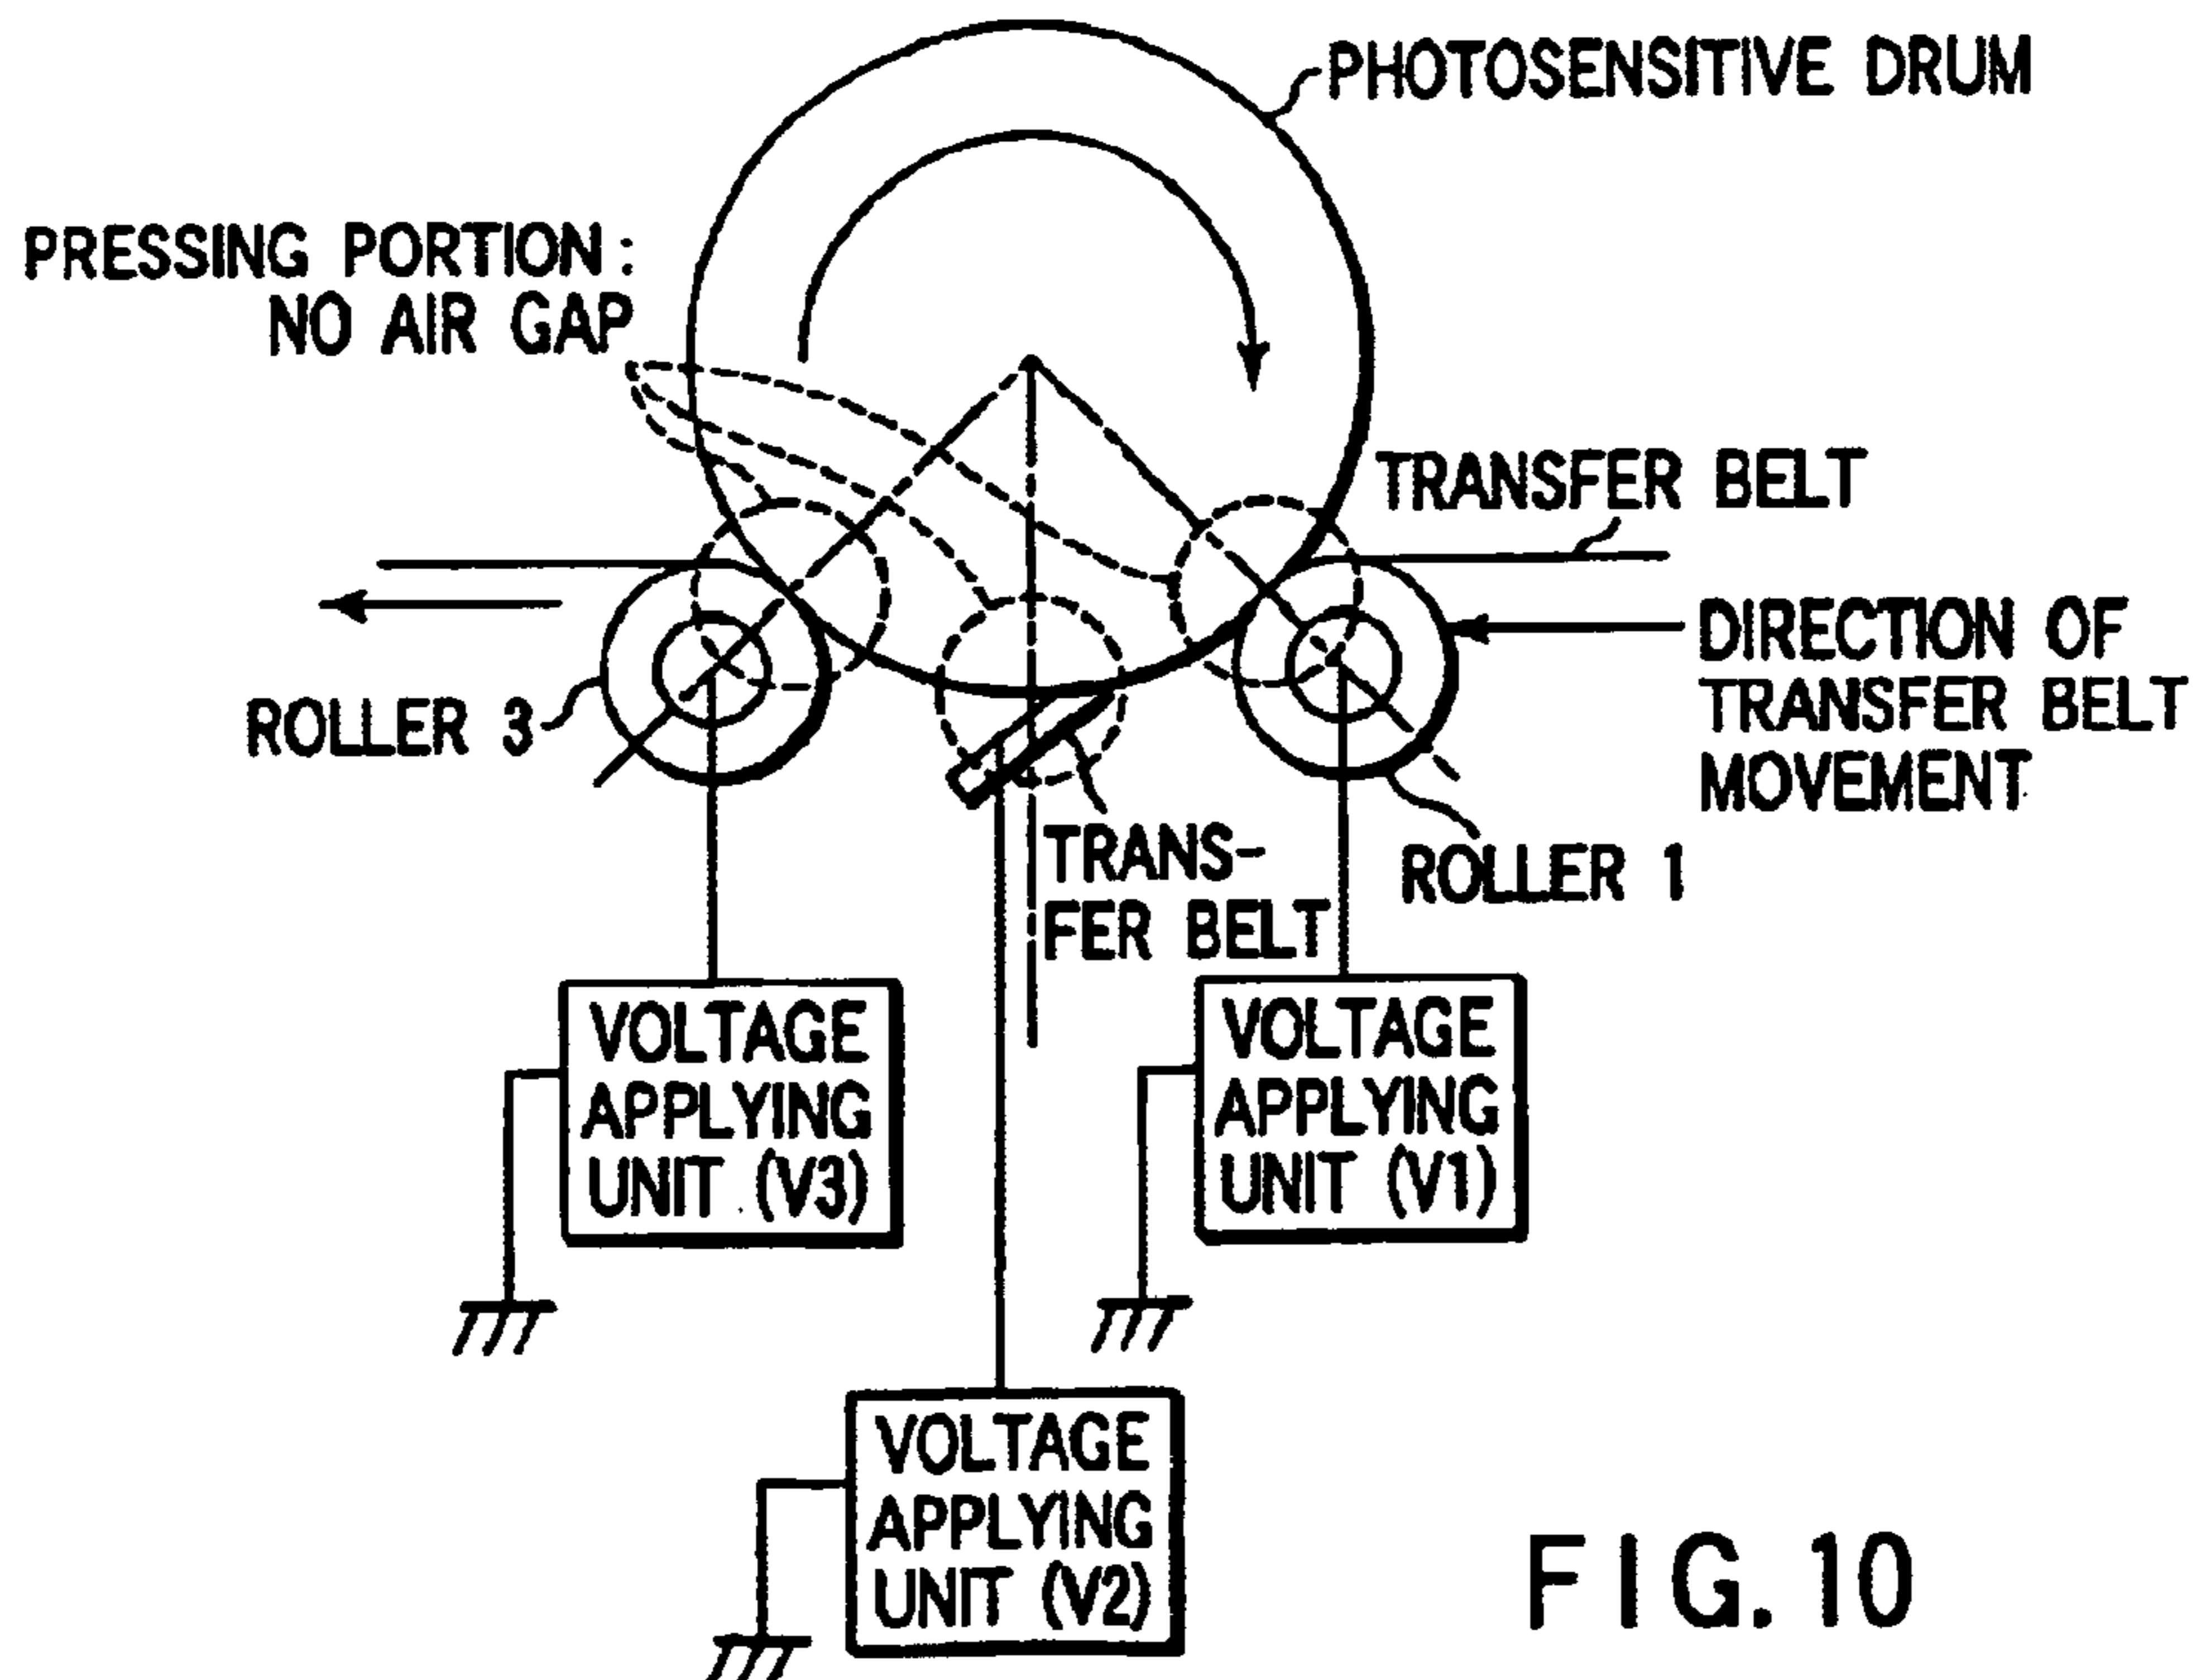 PHOTOSENSITIVE DRUM
PRESSING PORTION:
NO AIR GAP
TRANSFER BELT
DIRECTION OF
TRANSFER BELT
MOVEMENT
ROLLER 3
TRANS-
FER BELT
ROLLER 1
VOLTAGE
APPLYING
UNIT (V3)
VOLTAGE
APPLYING
UNIT (V1)
VOLTAGE
APPLYING
UNIT (V2)
FIG.10